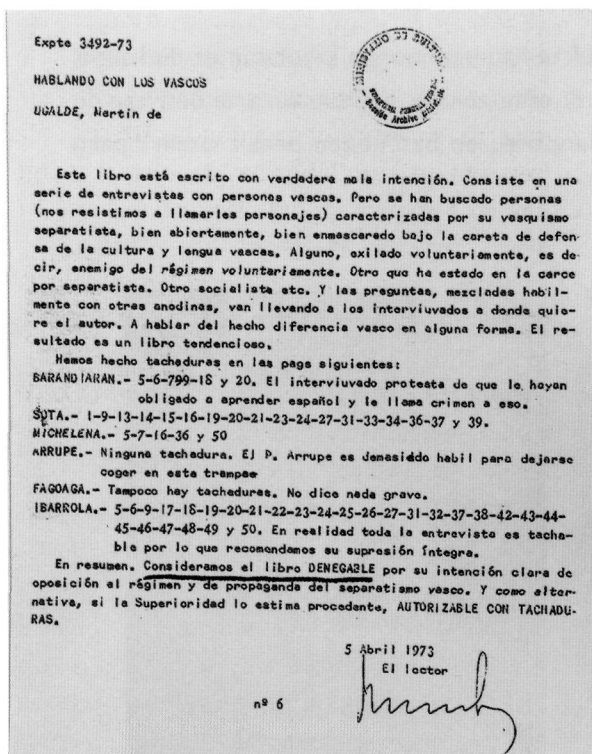 Expte 3492-73
HABLANDO CON LOS VASCOS
UGALDE, Martin de
Este libro está escrito con verdadera mala intención. Consiste en una
serie de entrevistas con personas vascas. Pero se han buscado personas
(nos resistimos a llamarles personajes) caracterizadas por su vasquismo
separatista, bien abiertamente, bien enmascarado bajo la careta de defen-
sa de la cultura y lengua vascas. Alguno, exilado voluntariamente, es de-
cir, enemigo del régimen voluntariamente. Otro que ha estado en la carce
por separatista. Otro socialista etc. Y las preguntas, mezcladas habil-
mente con otras anodinas, van llevando a los interviuvados a donde quie-
re el autor. A hablar del hecho diferencia vasco en alguna forma. El re-
sultado es un libro tendencioso.
Hemos hecho tachaduras en las pags siguientes:
BARANDIARAN.- 5-6-799-18 y 20. El interviuvado protesta de que le hayan
obligado a aprender español y le llama crimen a eso.
SUTA.- 1-9-13-14-15-16-19-20-21-23-24-27-31-33-34-36-37 y 39.
MICHELENA.- 5-7-16-36 y 50
ARRUPE.- Ninguna tachadura. El P. Arrupe es demasiado habil para dejarse
coger en esta trampas
FAGOAGA.- Tampoco hay tachaduras. No dice nada grave.
IBARROLA.- 5-6-9-17-18-19-20-21-22-23-24-25-26-27-31-32-37-38-42-43-44-
45-46-47-48-49 y 50. En realidad toda la entrevista es tacha-
ble por lo que recomendamos su supresión íntegra.
En resumen. Consideramos el libro DENEGABLE por su intención clara de
oposición al régimen y de propaganda del separatismo vasco. Y como alter-
nativa, si la Superioridad lo estima procedente, AUTORIZABLE CON TACHADU-
RAS.
5 Abril 1973
El lector
nº 6